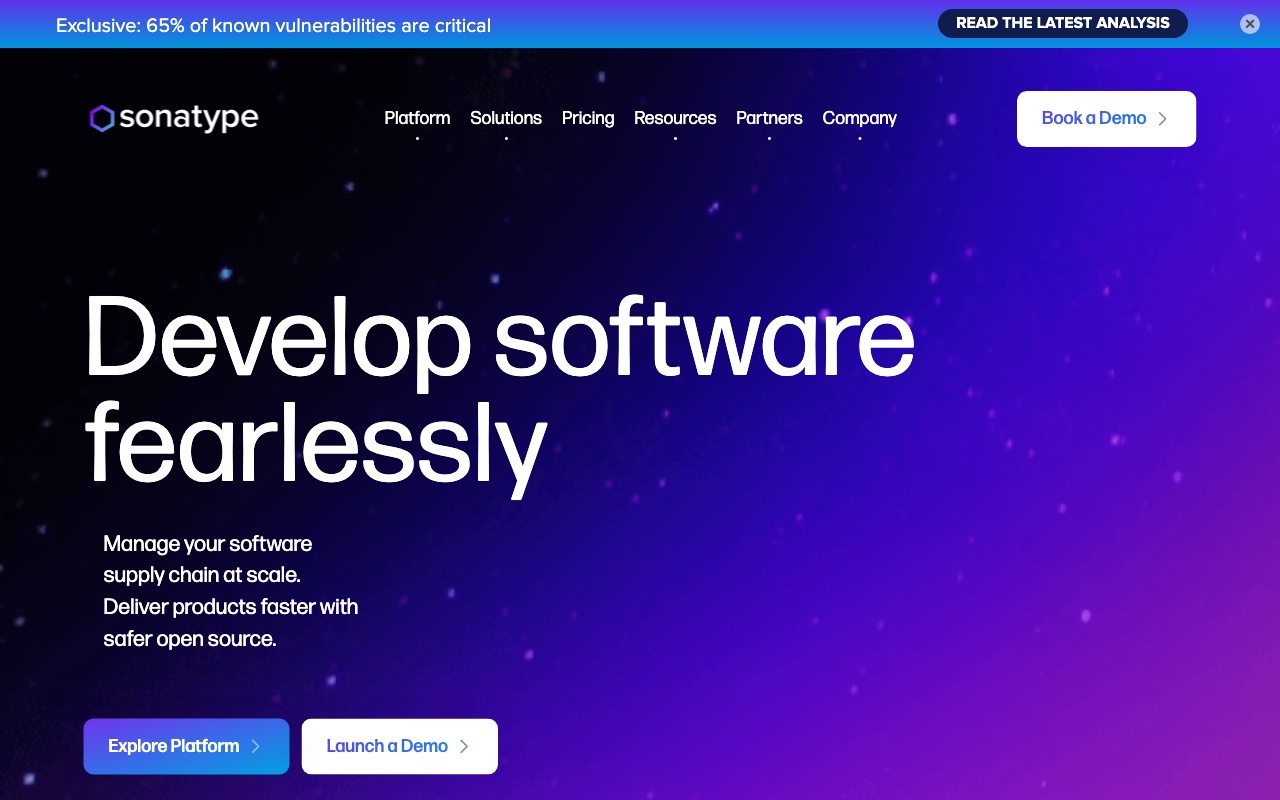 Exclusive: 65% of known vulnerabilities are critical
READ THE LATEST ANALYSIS
sonatype
Platform
Solutions
Pricing
Resources
Partners
Company
Book a Demo
Develop software
fearlessly
Manage your software
supply chain at scale.
Deliver products faster with
safer open source.
Explore Platform
Launch a Demo